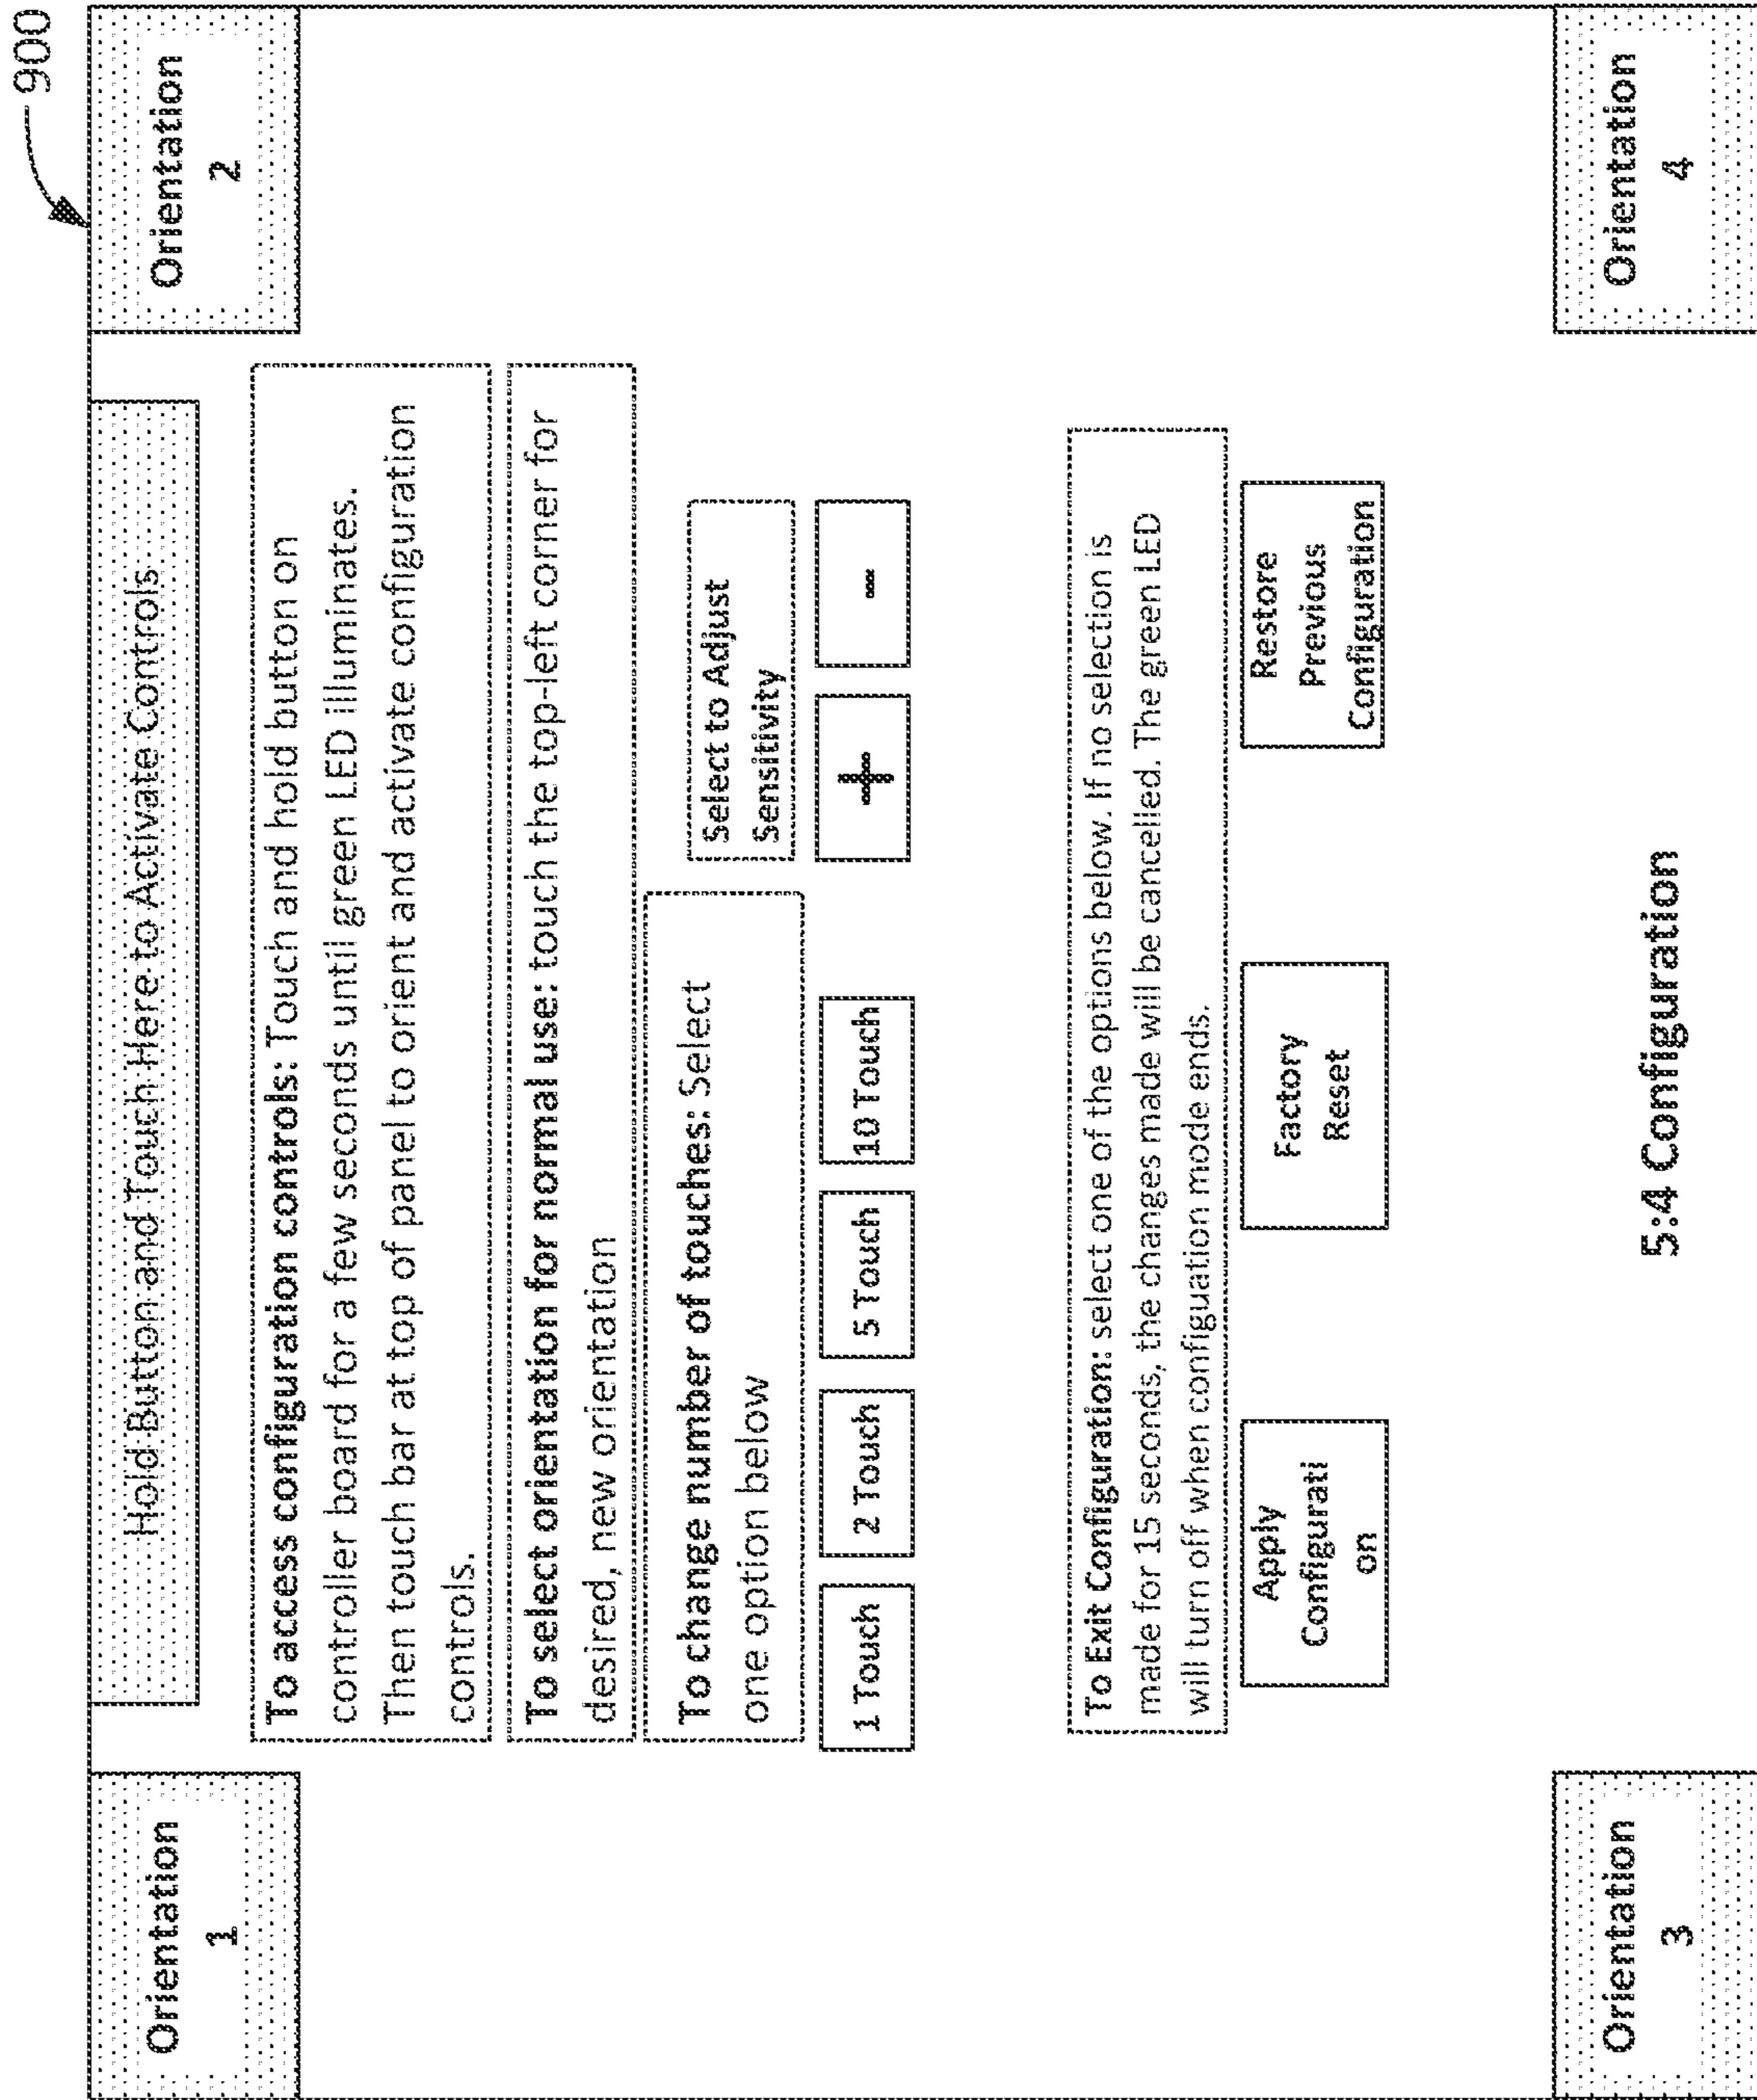 900
Orientation
1
Hold Button and Touch Here to Activate Controls
Orientation
2
To access configuration controls: Touch and hold button on
controller board for a few seconds until green LED illuminates.
Then touch bar at top of panel to orient and activate configuration
controls.
To select orientation for normal use: touch the top-left corner for
desired, new orientation
To change number of touches: Select
one option below
Select to Adjust
Sensitivity
1 Touch
2 Touch
5 Touch
10 Touch
+
-
To Exit Configuration: select one of the options below. If no selection is
made for 15 seconds, the changes made will be cancelled. The green LED
will turn off when configuation mode ends.
Apply
Configurati
on
Factory
Reset
Restore
Previous
Configuration
Orientation
3
5:4 Configuration
Orientation
4